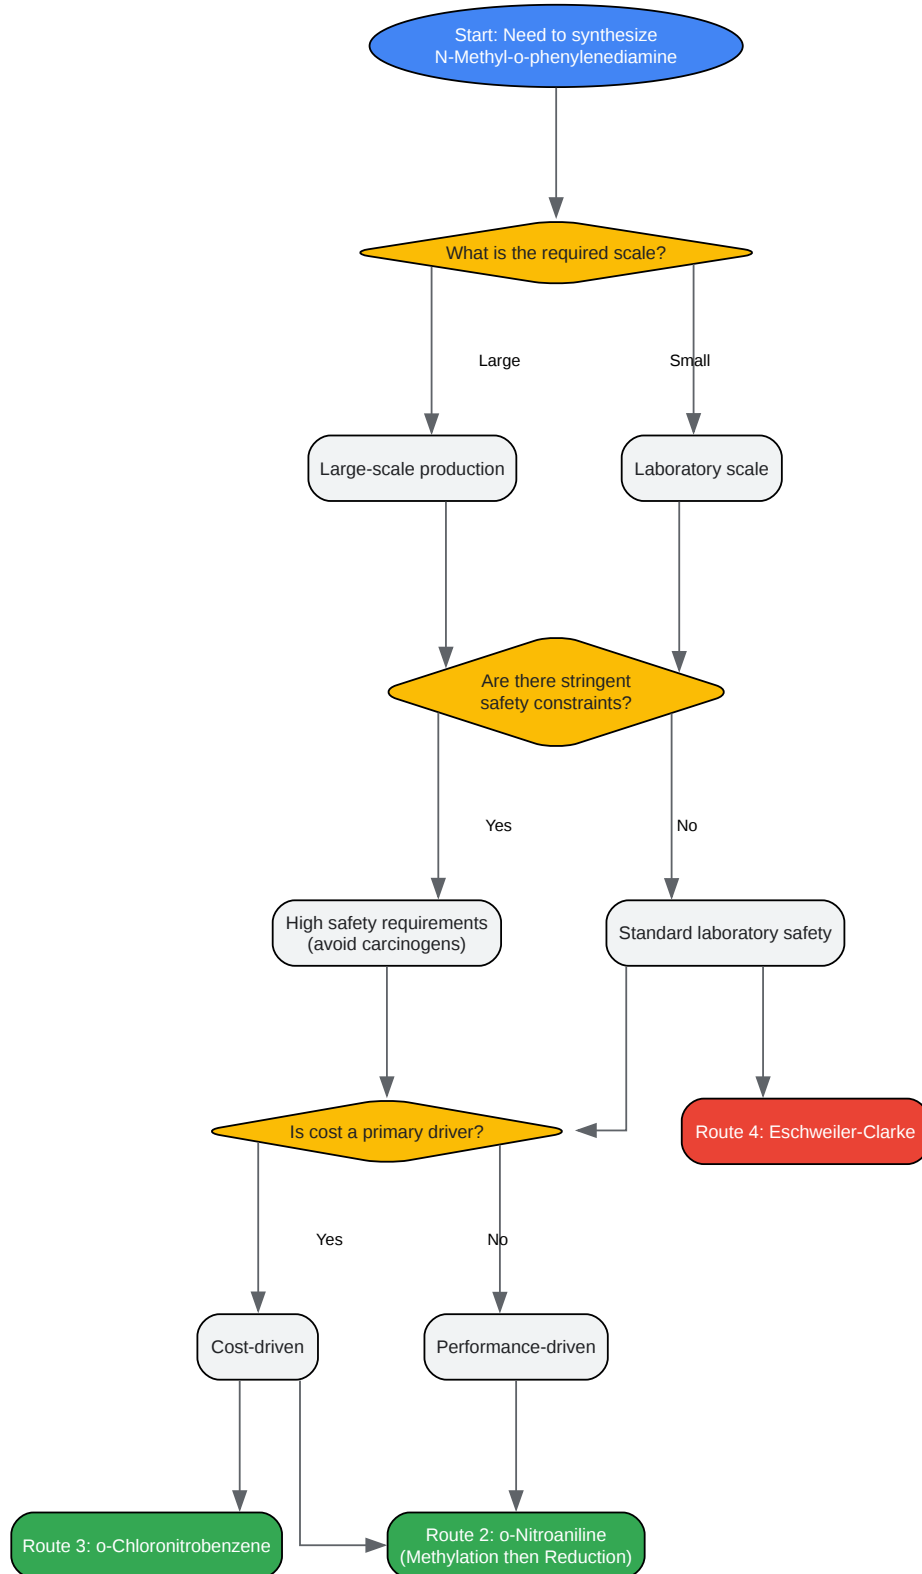 Start: Need to synthesize
N-Methyl-o-phenylenediamine
What is the required scale?
Large
Small
Large-scale production
Laboratory scale
Are there stringent
safety constraints?
Yes
No
High safety requirements
(avoid carcinogens)
Standard laboratory safety
Is cost a primary driver?
Route 4: Eschweiler-Clarke
Yes
No
Cost-driven
Performance-driven
Route 3: o-Chloronitrobenzene
Route 2: o-Nitroaniline
(Methylation then Reduction)